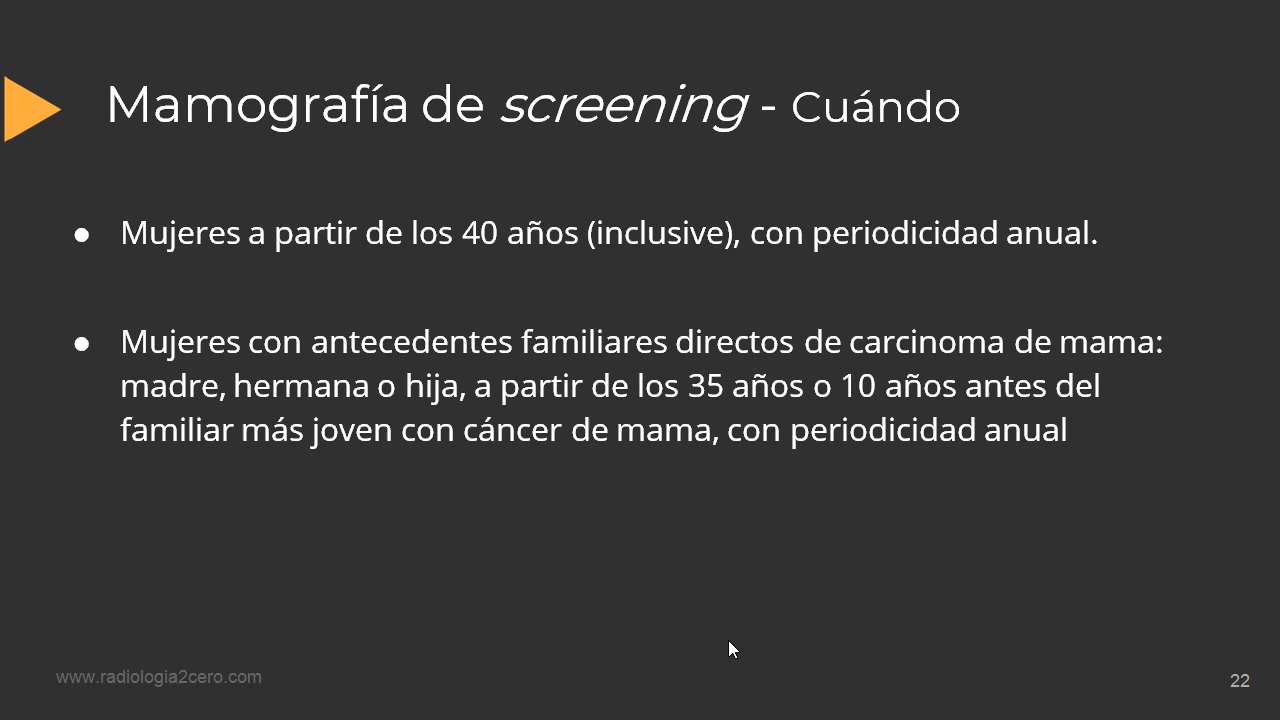 Mamografía de screening - Cuándo
● Mujeres a partir de los 40 años (inclusive), con periodicidad anual.
● Mujeres con antecedentes familiares directos de carcinoma de mama:
madre, hermana o hija, a partir de los 35 años o 10 años antes del
familiar más joven con cáncer de mama, con periodicidad anual
www.radiologia2cero.com
22